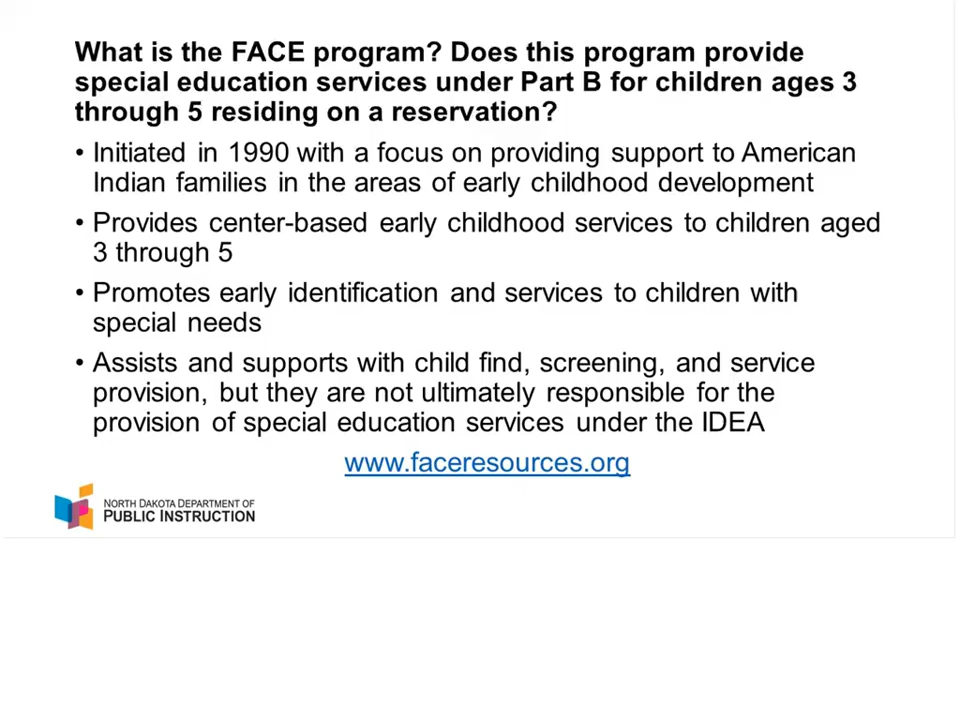 What is the FACE program? Does this program provide
special education services under Part B for children ages 3
through 5 residing on a reservation?
• Initiated in 1990 with a focus on providing support to American
Indian families in the areas of early childhood development
• Provides center-based early childhood services to children aged
3 through 5
• Promotes early identification and services to children with
special needs
• Assists and supports with child find, screening, and service
provision, but they are not ultimately responsible for the
provision of special education services under the IDEA
www.faceresources.org
NORTH DAKOTA DEPARTMENT OF
PUBLIC INSTRUCTION